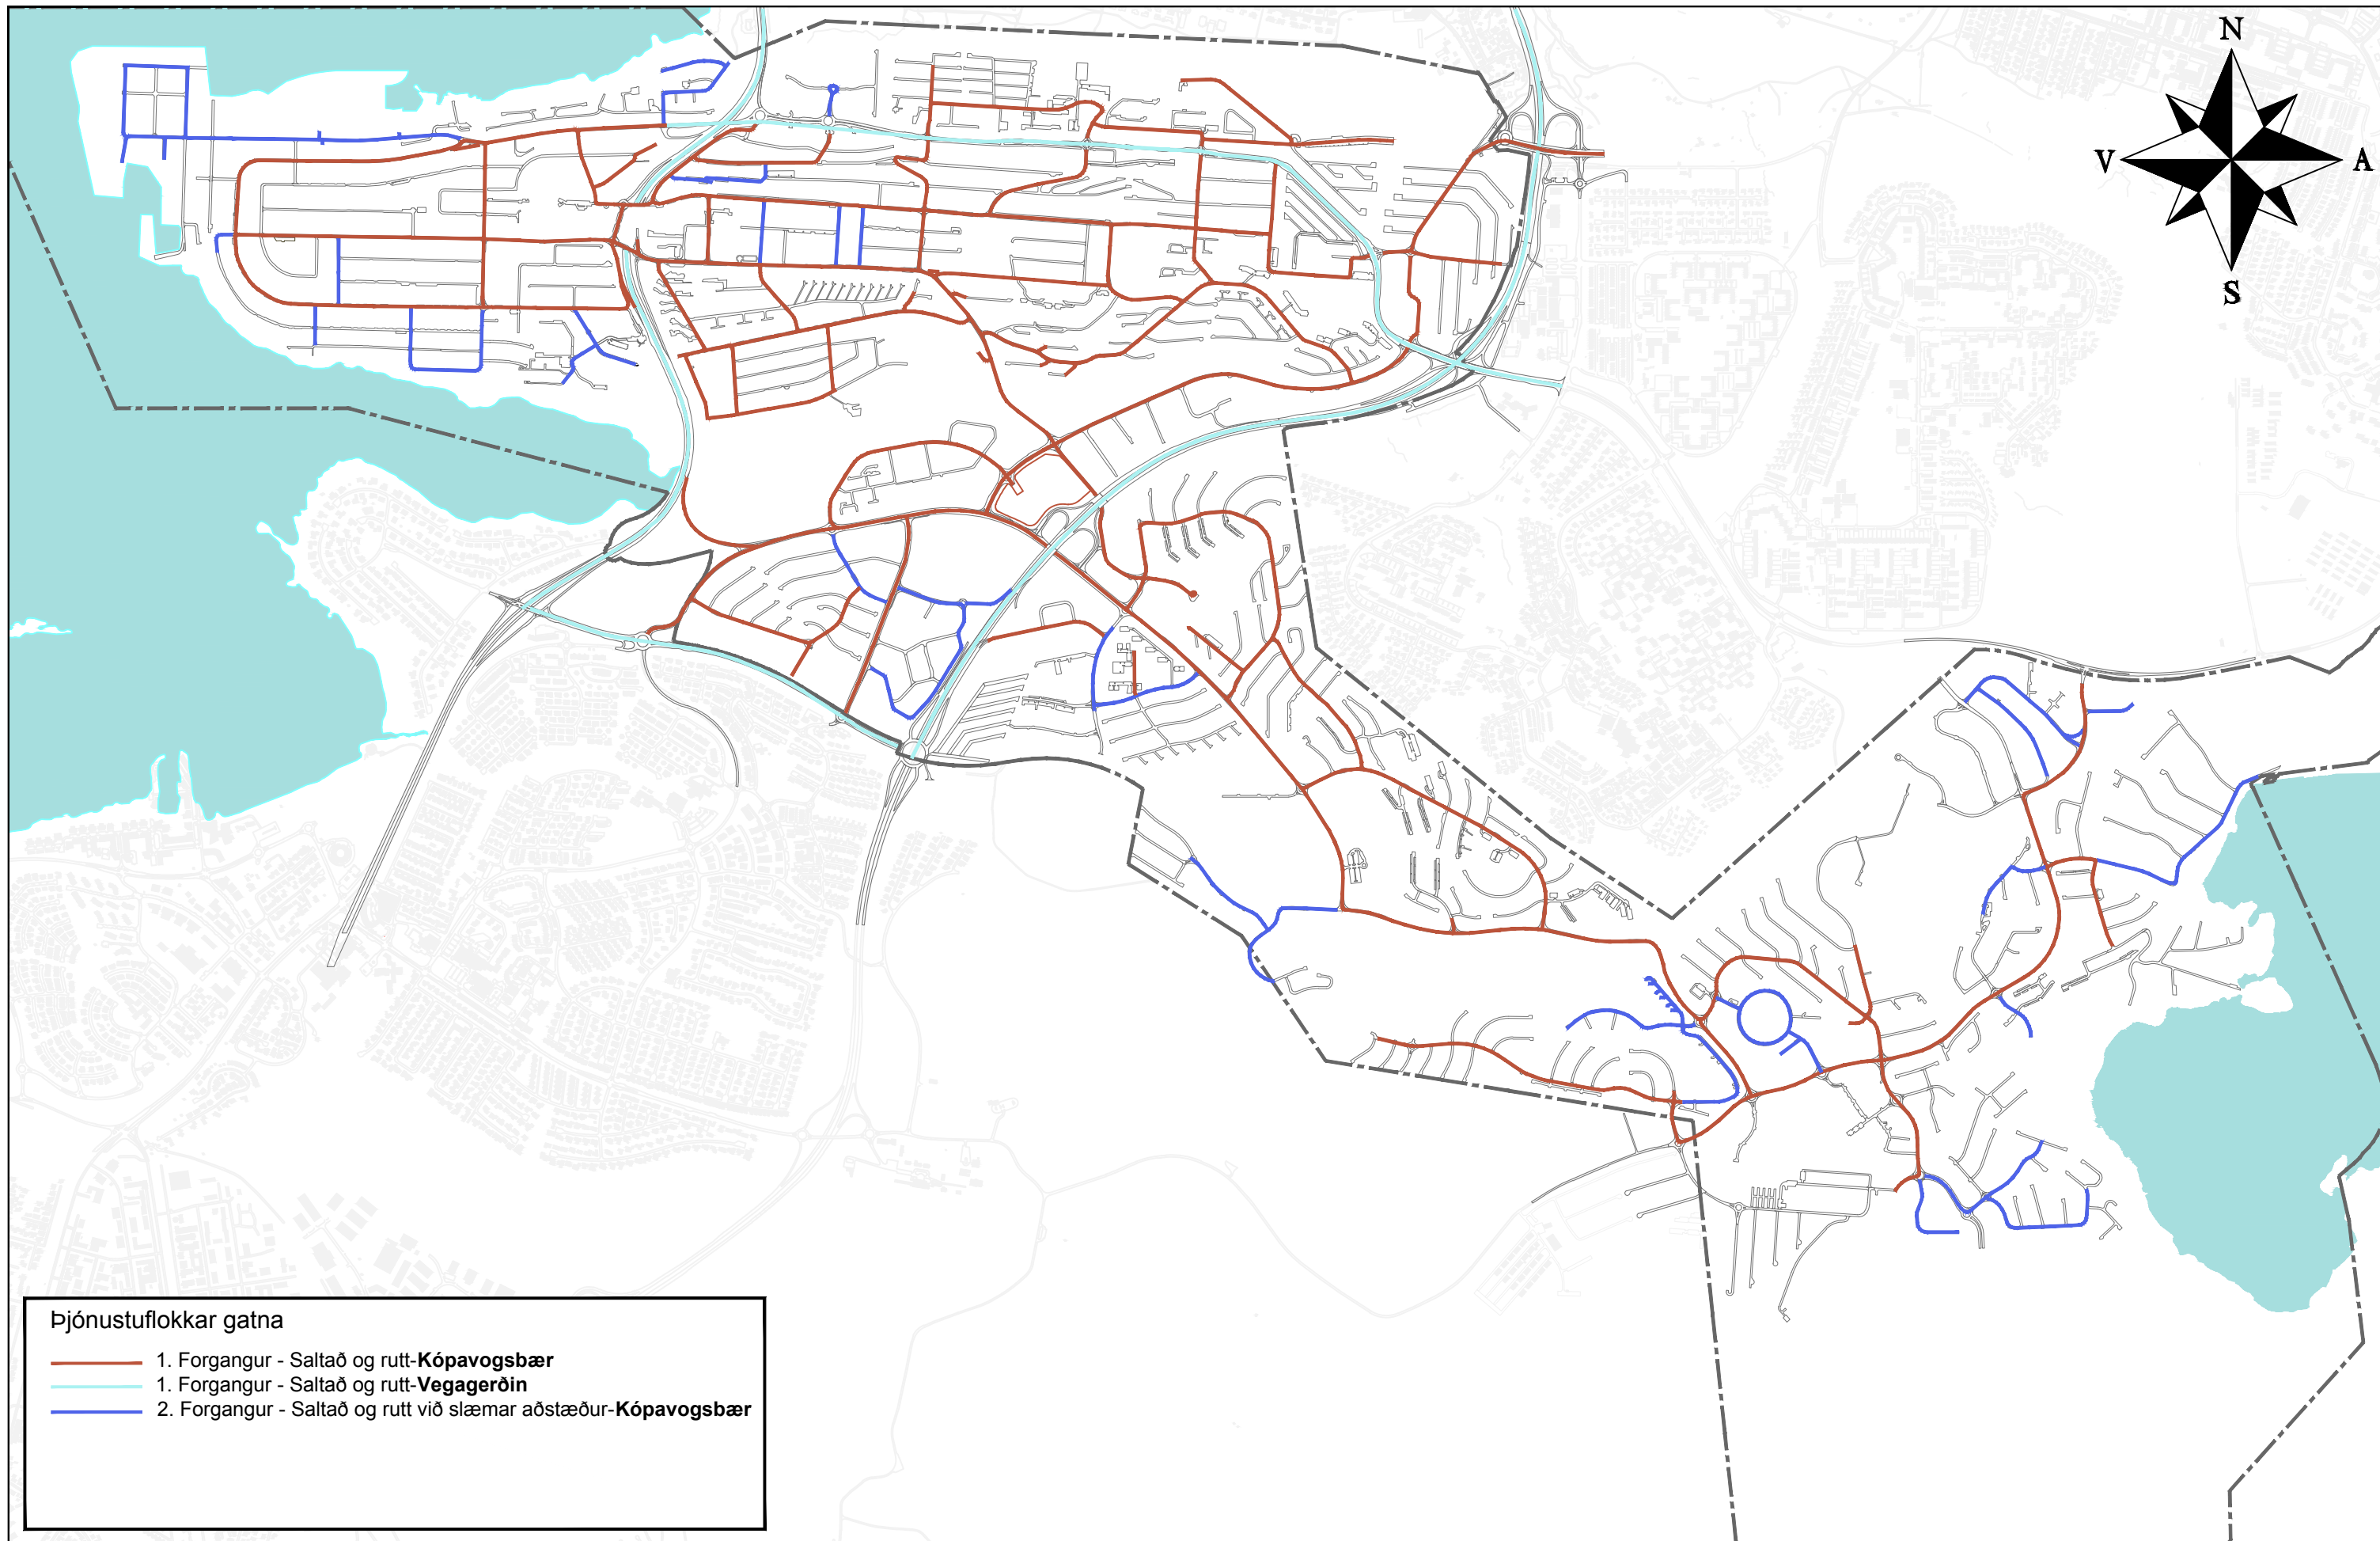 N
V
A
S
Þjónustuflokkar gatna
1. Forgangur - Saltað og rutt-Kópavogsbær
1. Forgangur - Saltað og rutt-Vegagerðin
2. Forgangur - Saltað og rutt við slæmar aðstæður-Kópavogsbær